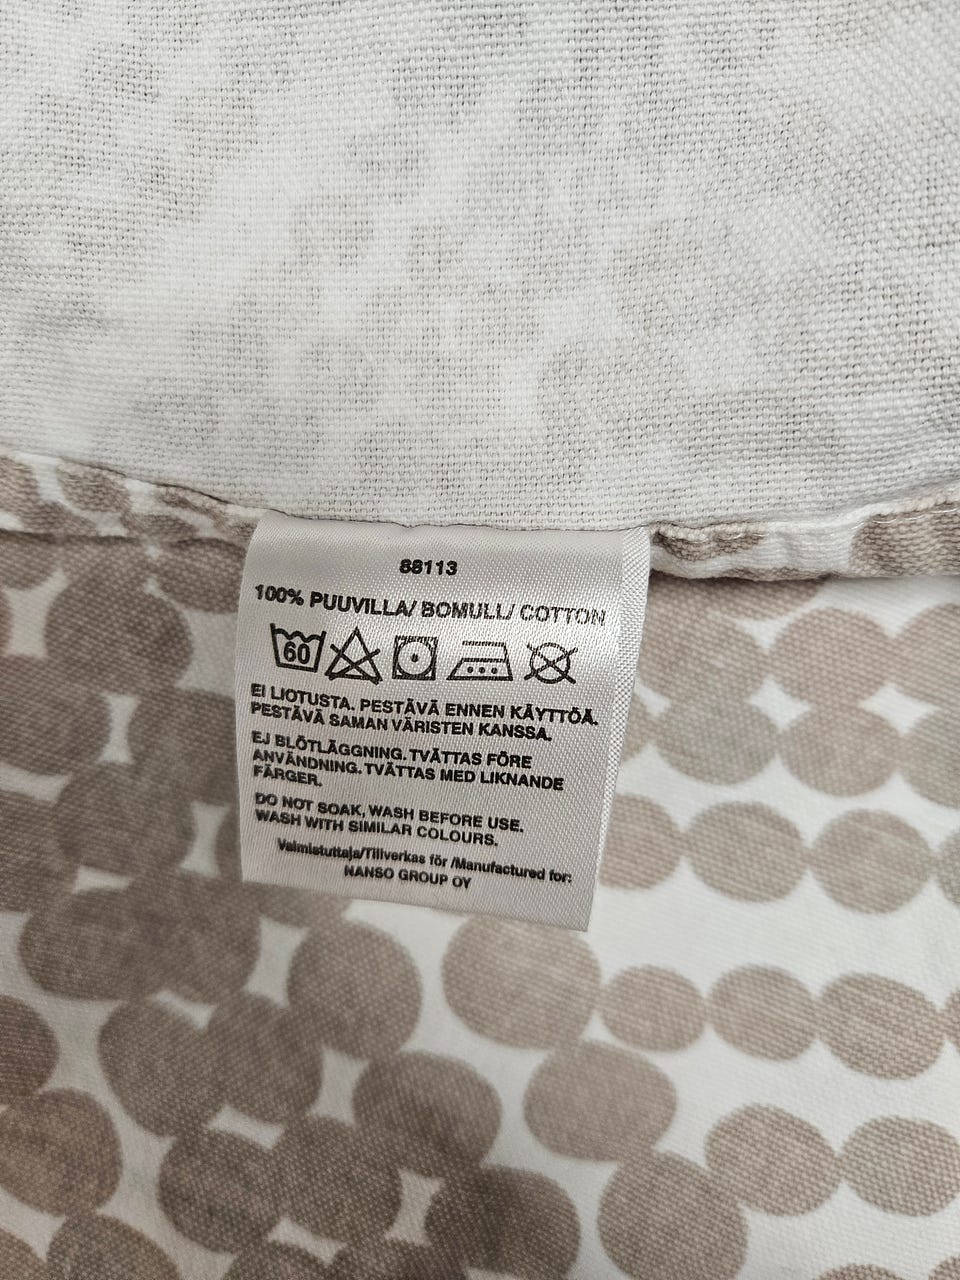 88113
100% PUUVILLA/ BOMULL/ COTTON
60
EI LIOTUSTA. PESTÄVÄ ENNEN KÄYTTÖÄ.
PESTÄVÄ SAMAN VÄRISTEN KANSSA.
EJ BLÖTLÄGGNING. TVÄTTAS FÖRE
ANVÄNDNING. TVÄTTAS MED LIKNANDE
FÄRGER.
DO NOT SOAK, WASH BEFORE USE.
WASH WITH SIMILAR COLOURS.
Valmistuttaja/Tillverkas för /Manufactured for:
NANSO GROUP OY